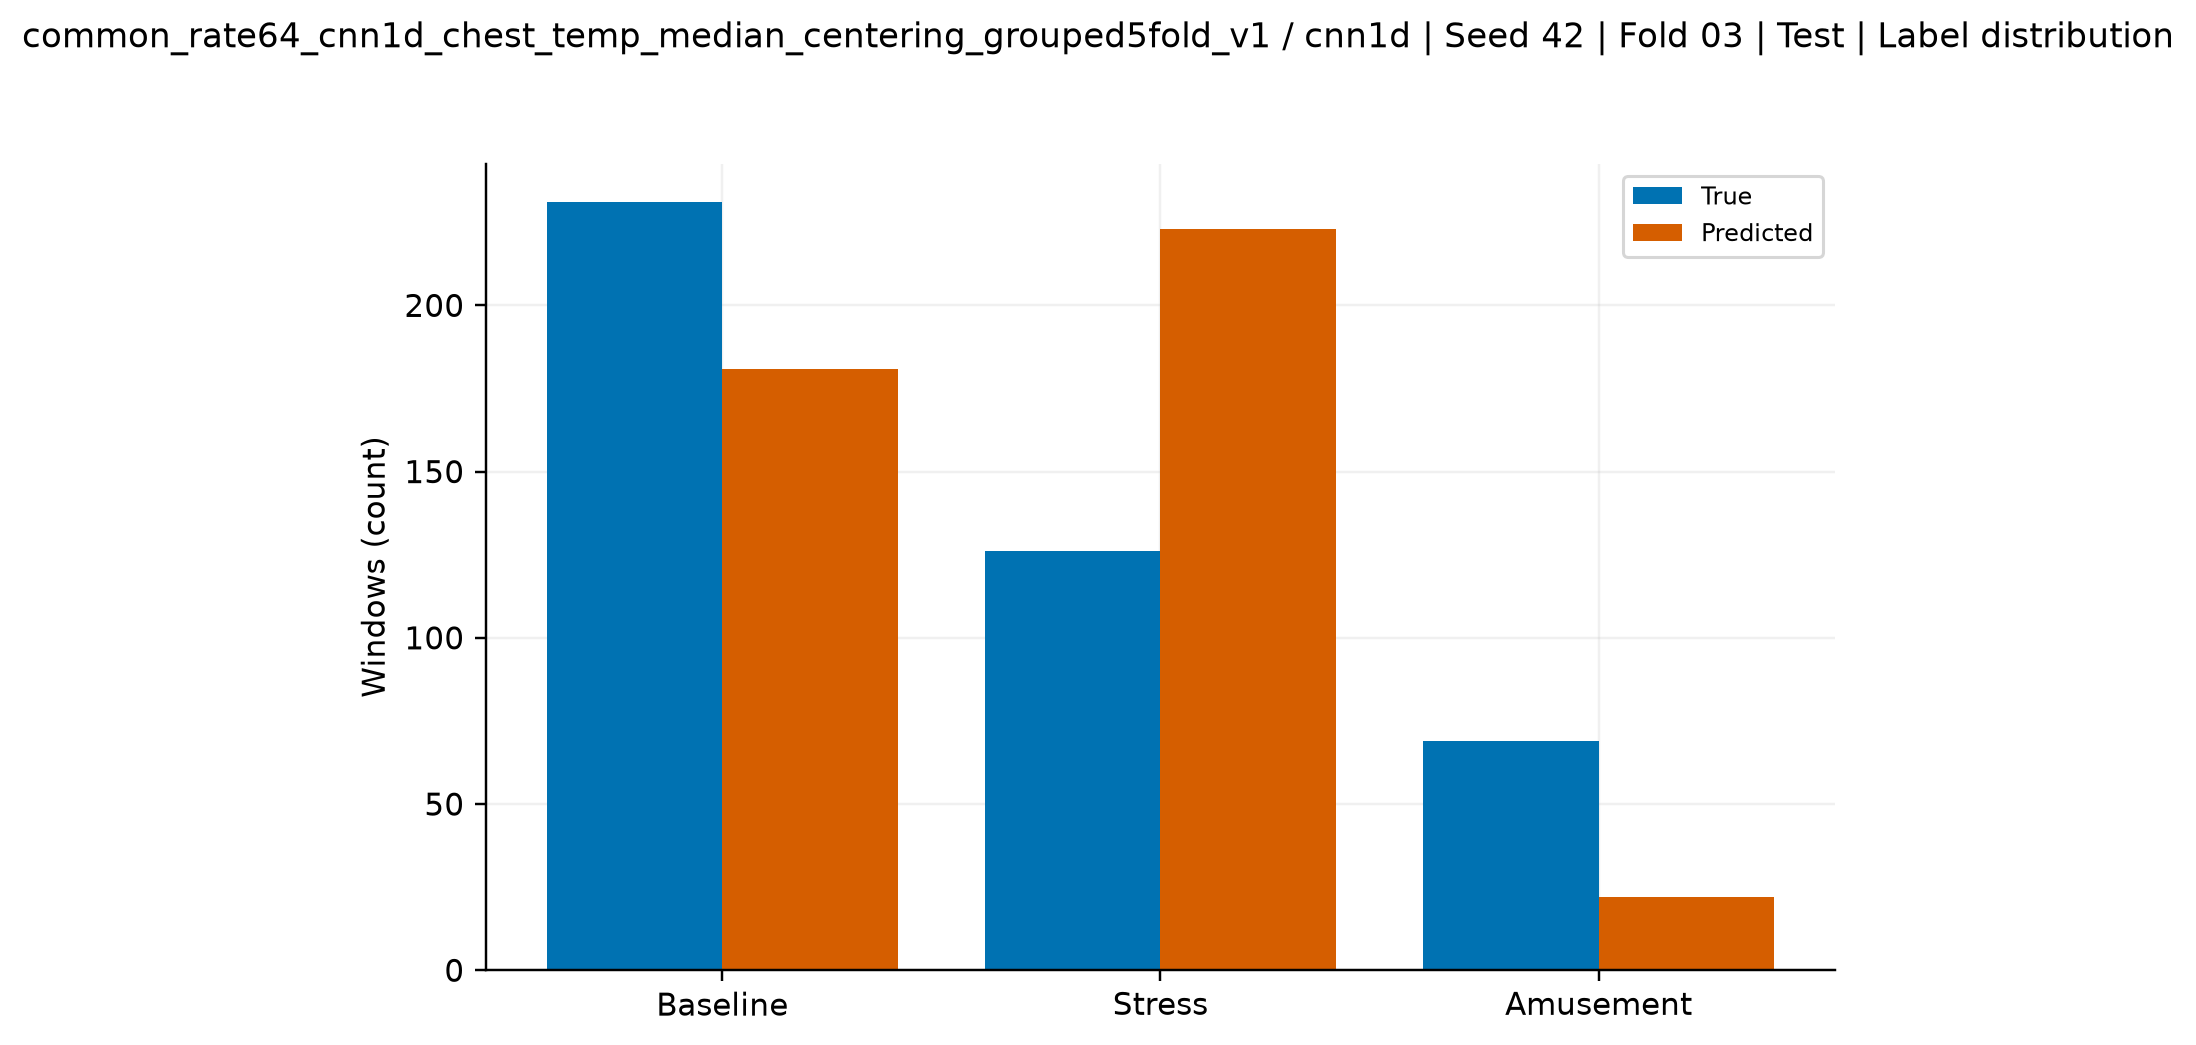 common_rate64_cnn1d_chest_temp_median_centering_grouped5fold_v1 / cnn1d | Seed 42 | Fold 03 | Test | Label distribution
True
Predicted
Windows (count)
200
150
100
50
0
Baseline
Stress
Amusement